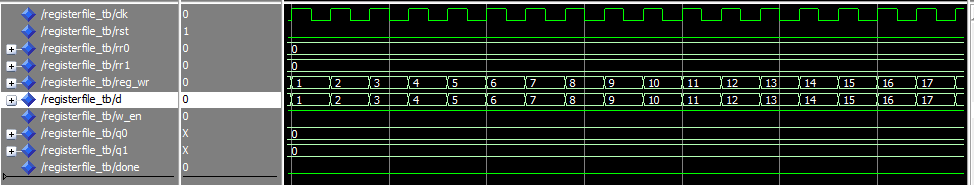 /registerfile_tb/clk 0
/registerfile_tb/rst 1
/registerfile_tb/rr0 0 0
/registerfile_tb/rr1 0 0
/registerfile_tb/reg_wr 0 1 2 3 4 5 6 7 8 9 10 11 12 13 14 15 16 17
/registerfile_tb/d 0 1 2 3 4 5 6 7 8 9 10 11 12 13 14 15 16 17
/registerfile_tb/w_en 0
/registerfile_tb/q0 X 0
/registerfile_tb/q1 X 0
/registerfile_tb/done 0